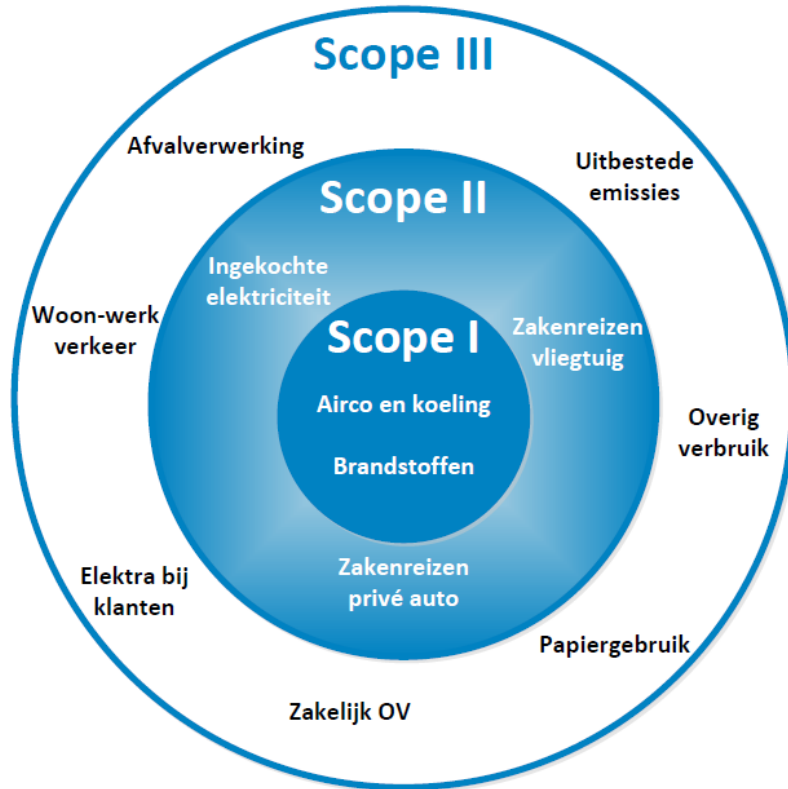 Scope III
Afvalverwerking
Uitbestede
emissies
Scope II
Ingekochte
elektriciteit
Woon-werk
verkeer
Scope I
Zakenreizen
vliegtuig
Airco en koeling
Overig
verbruik
Brandstoffen
Elektra bij
klanten
Zakenreizen
privé auto
Papiergebruik
Zakelijk OV